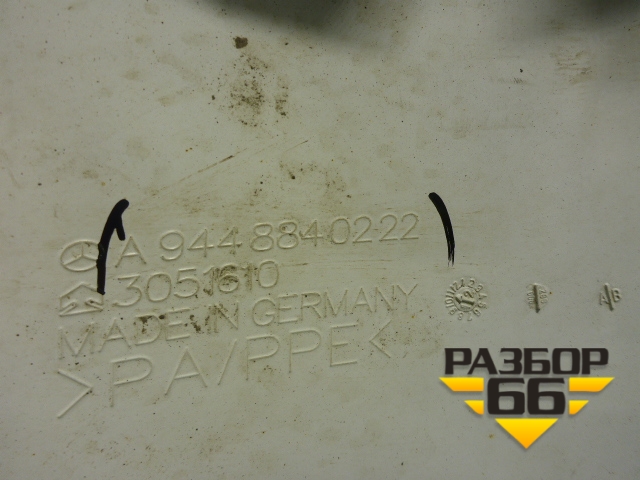 A 944 884 02 22
3051610
MADE IN GERMANY
>PA/PPE<
A/B
РАЗБОР
66